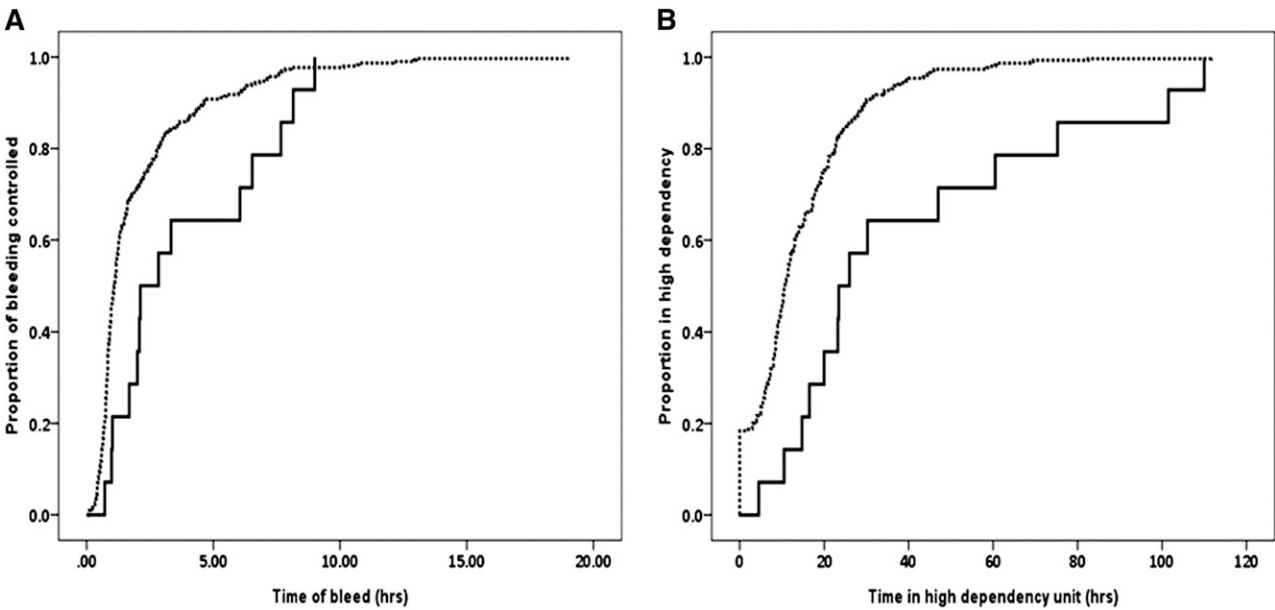 A
Proportion of bleeding controlled
1.0
0.8
0.6
0.4
0.2
0.0
.00 5.00 10.00 15.00 20.00
Time of bleed (hrs)
B
Proportion in high dependency
1.0
0.8
0.6
0.4
0.2
0.0
0 20 40 60 80 100 120
Time in high dependency unit (hrs)